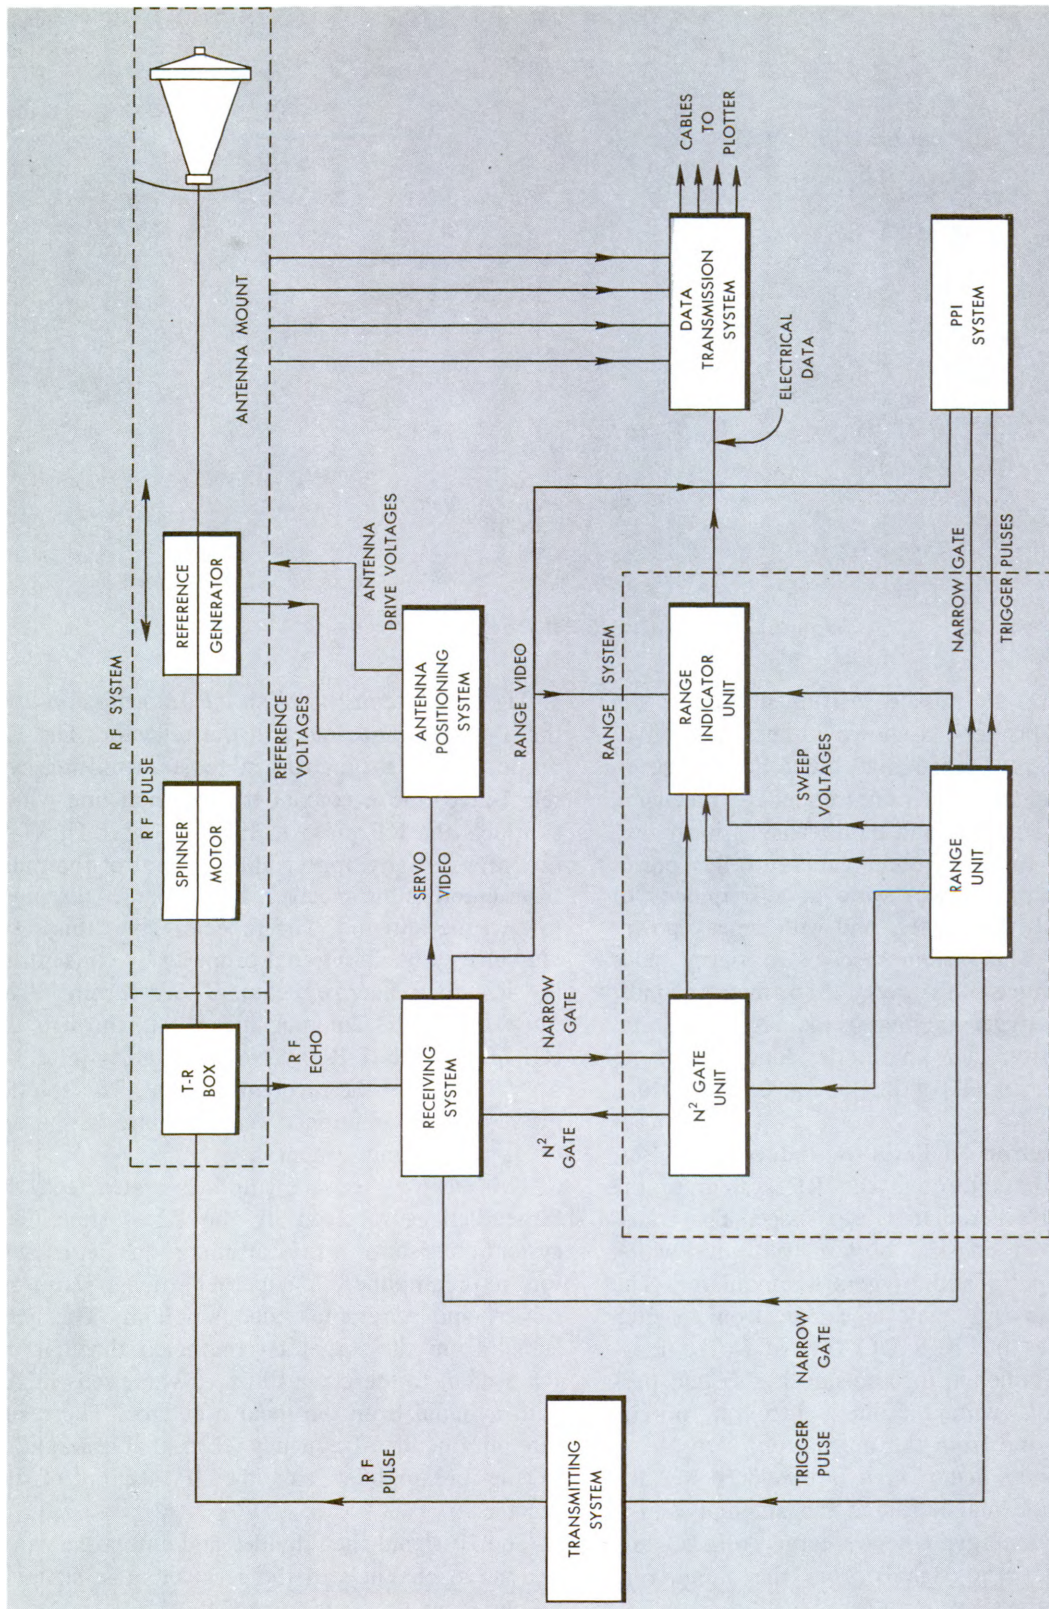 R F SYSTEM
R F PULSE
T-R
BOX
SPINNER
MOTOR
REFERENCE
GENERATOR
ANTENNA MOUNT
R F
ECHO
REFERENCE
VOLTAGES
ANTENNA
DRIVE VOLTAGES
R F
PULSE
RECEIVING
SYSTEM
SERVO
VIDEO
ANTENNA
POSITIONING
SYSTEM
RANGE VIDEO
N² GATE
NARROW
GATE
TRANSMITTING
SYSTEM
RANGE SYSTEM
N² GATE
UNIT
RANGE
INDICATOR
UNIT
DATA
TRANSMISSION
SYSTEM
CABLES
TO
PLOTTER
ELECTRICAL
DATA
SWEEP
VOLTAGES
TRIGGER
PULSE
NARROW
GATE
RANGE
UNIT
NARROW GATE
TRIGGER PULSES
PPI
SYSTEM